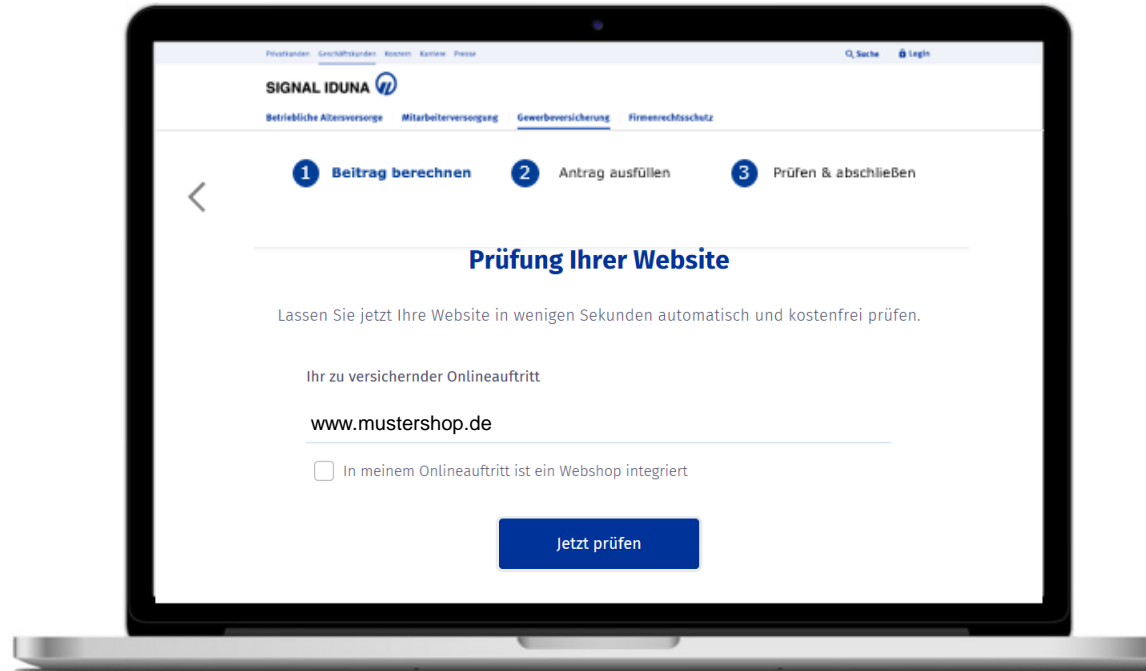 Privatkunden Geschäftskunden Konzern Karriere Presse Suche Login
SIGNAL IDUNA
Betriebliche Altersvorsorge Mitarbeiterversorgung Gewerbeversicherung Firmenrechtsschutz
1 Beitrag berechnen 2 Antrag ausfüllen 3 Prüfen & abschließen
Prüfung Ihrer Website
Lassen Sie jetzt Ihre Website in wenigen Sekunden automatisch und kostenfrei prüfen.
Ihr zu versichernder Onlineauftritt
www.mustershop.de
In meinem Onlineauftritt ist ein Webshop integriert
Jetzt prüfen